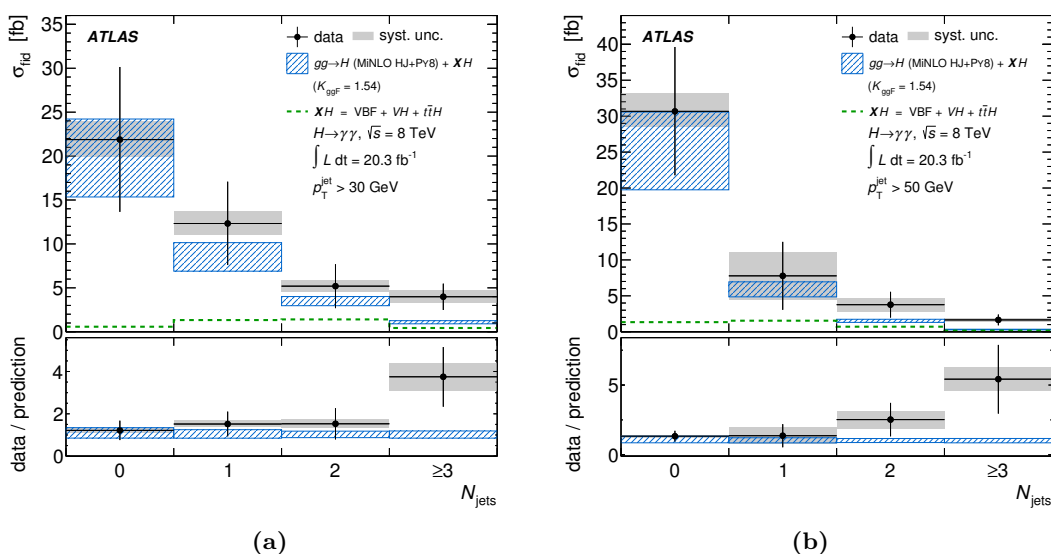 σfid [fb]
35
30
25
20
15
10
5
0
ATLAS
data
syst. unc.
gg→H (MiNLO HJ+PY8) + XH
(KggF = 1.54)
XH = VBF + VH + tt̄H
H→γγ, √s = 8 TeV
∫ L dt = 20.3 fb-1
pTjet > 30 GeV
data / prediction
4
2
0
0 1 2 ≥3
Njets
(a)
σfid [fb]
40
35
30
25
20
15
10
5
0
ATLAS
data
syst. unc.
gg→H (MiNLO HJ+PY8) + XH
(KggF = 1.54)
XH = VBF + VH + tt̄H
H→γγ, √s = 8 TeV
∫ L dt = 20.3 fb-1
pTjet > 50 GeV
data / prediction
5
0
0 1 2 ≥3
Njets
(b)